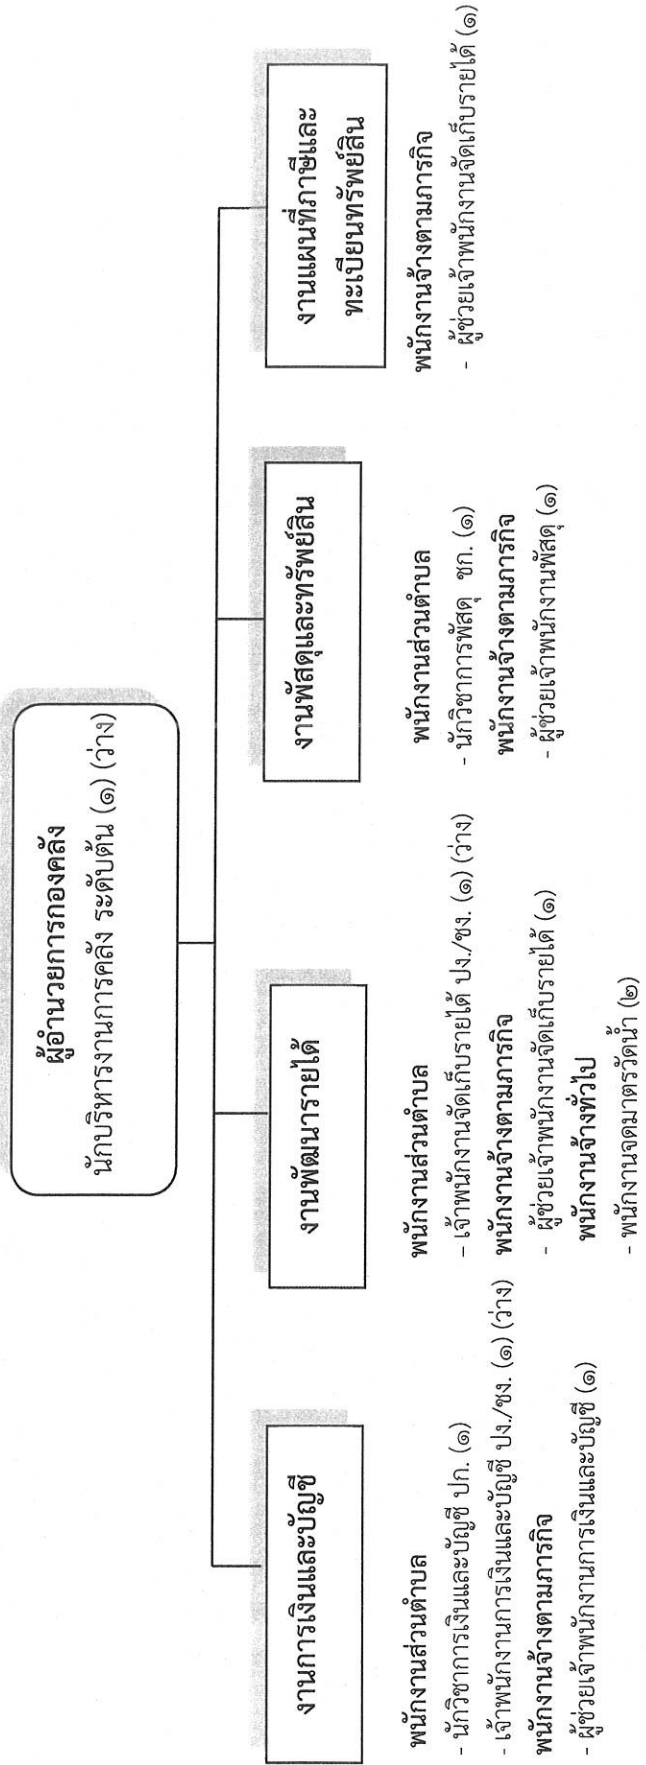 ผู้อำนวยการกองคลัง
นักบริหารงานการคลัง ระดับต้น (๑) (ว่าง)
งานการเงินและบัญชี
พนักงานส่วนตำบล
- นักวิชาการเงินและบัญชี ปก. (๑)
- เจ้าพนักงานการเงินและบัญชี ปง./ชง. (๑) (ว่าง)
พนักงานจ้างตามภารกิจ
- ผู้ช่วยเจ้าพนักงานการเงินและบัญชี (๑)
งานพัฒนารายได้
พนักงานส่วนตำบล
– เจ้าพนักงานจัดเก็บรายได้ ปง./ชง. (๑) (ว่าง)
พนักงานจ้างตามภารกิจ
- ผู้ช่วยเจ้าพนักงานจัดเก็บรายได้ (๑)
พนักงานจ้างทั่วไป
- พนักงานจดมาตรวัดน้ำ (๒)
งานพัสดุและทรัพย์สิน
พนักงานส่วนตำบล
- นักวิชาการพัสดุ ชก. (๑)
พนักงานจ้างตามภารกิจ
- ผู้ช่วยเจ้าพนักงานพัสดุ (๑)
งานแผนที่ภาษีและ
ทะเบียนทรัพย์สิน
พนักงานจ้างตามภารกิจ
- ผู้ช่วยเจ้าพนักงานจัดเก็บรายได้ (๑)